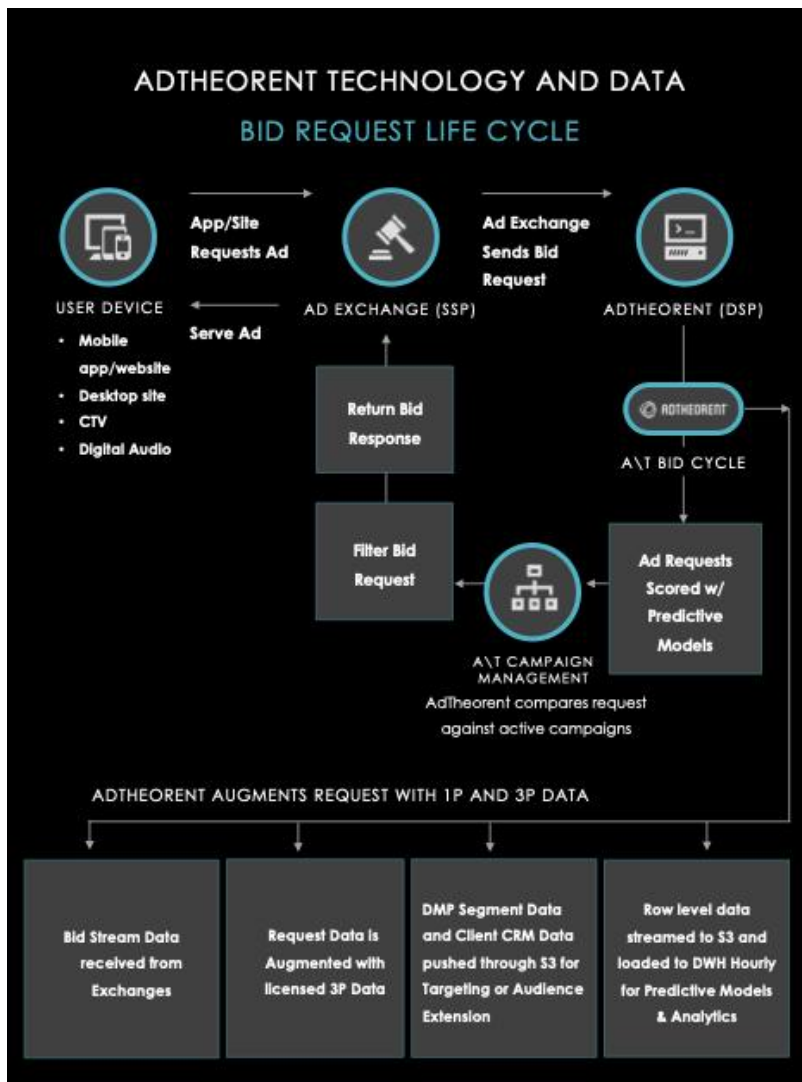 ADTHEORENT TECHNOLOGY AND DATA
BID REQUEST LIFE CYCLE
App/Site
Requests Ad
Ad Exchange
Sends Bid
Request
USER DEVICE
Serve Ad
AD EXCHANGE (SSP)
ADTHEORENT (DSP)
• Mobile
app/website
• Desktop site
• CTV
• Digital Audio
Return Bid
Response
ADTHEORENT
A\T BID CYCLE
Filter Bid
Request
Ad Requests
Scored w/
Predictive
Models
A\T CAMPAIGN
MANAGEMENT
AdTheorent compares request
against active campaigns
ADTHEORENT AUGMENTS REQUEST WITH 1P AND 3P DATA
Bid Stream Data
received from
Exchanges
Request Data is
Augmented with
licensed 3P Data
DMP Segment Data
and Client CRM Data
pushed through S3 for
Targeting or Audience
Extension
Row level data
streamed to S3 and
loaded to DWH Hourly
for Predictive Models
& Analytics